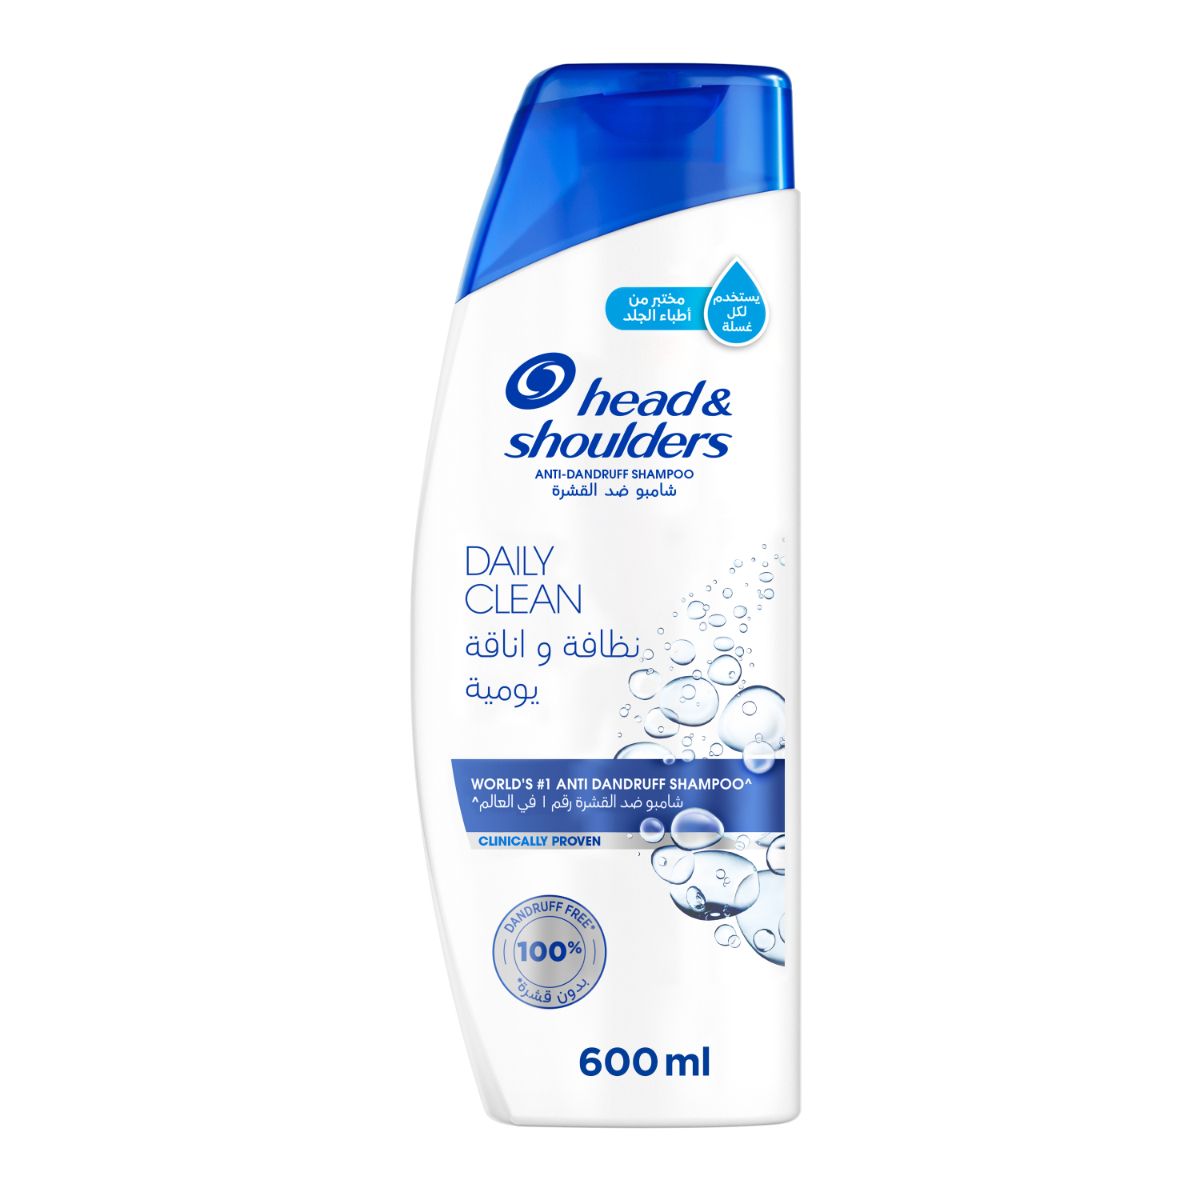 مختبر من
أطباء الجلد
يستخدم
لكل
غسلة
head &
shoulders
ANTI-DANDRUFF SHAMPOO
شامبو ضد القشرة
DAILY
CLEAN
نظافة و اناقة
يومية
WORLD'S #1 ANTI DANDRUFF SHAMPOO^
شامبو ضد القشرة رقم ١ في العالم^
CLINICALLY PROVEN
DANDRUFF FREE*
100%
بدون قشرة*
600 ml